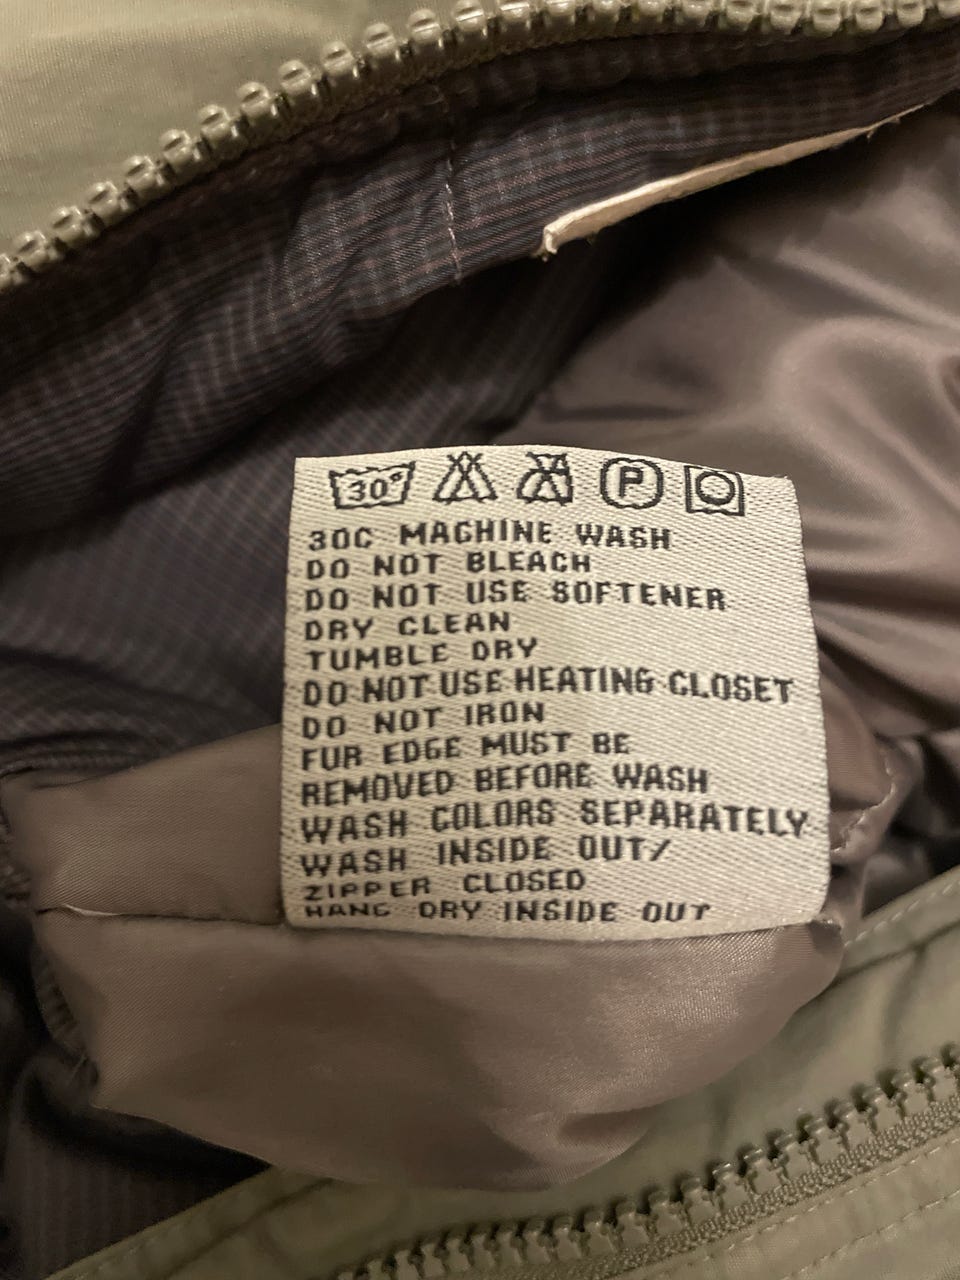 30°
P
30C MACHINE WASH
DO NOT BLEACH
DO NOT USE SOFTENER
DRY CLEAN
TUMBLE DRY
DO NOT USE HEATING CLOSET
DO NOT IRON
FUR EDGE MUST BE
REMOVED BEFORE WASH
WASH COLORS SEPARATELY
WASH INSIDE OUT/
ZIPPER CLOSED
HANG DRY INSIDE OUT